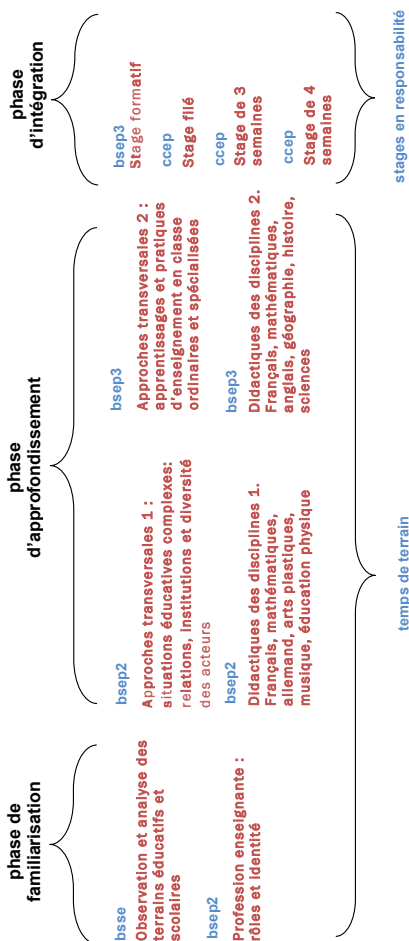 phase de
familiarisation
bsse
Observation et analyse des
terrains éducatifs et
scolaires
bsep2
Profession enseignante :
rôles et identité
phase
d'approfondissement
bsep2
Approches transversales 1 :
situations éducatives complexes:
relations, institutions et diversité
des acteurs
bsep2
Didactiques des disciplines 1.
Français, mathématiques,
allemand, arts plastiques,
musique, éducation physique
bsep3
Approches transversales 2 :
apprentissages et pratiques
d'enseignement en classe
ordinaires et spécialisées
bsep3
Didactiques des disciplines 2.
Français, mathématiques,
anglais, géographie, histoire,
sciences
temps de terrain
phase
d'intégration
bsep3
Stage formatif
ccep
Stage filé
ccep
Stage de 3
semaines
ccep
Stage de 4
semaines
stages en responsabilité